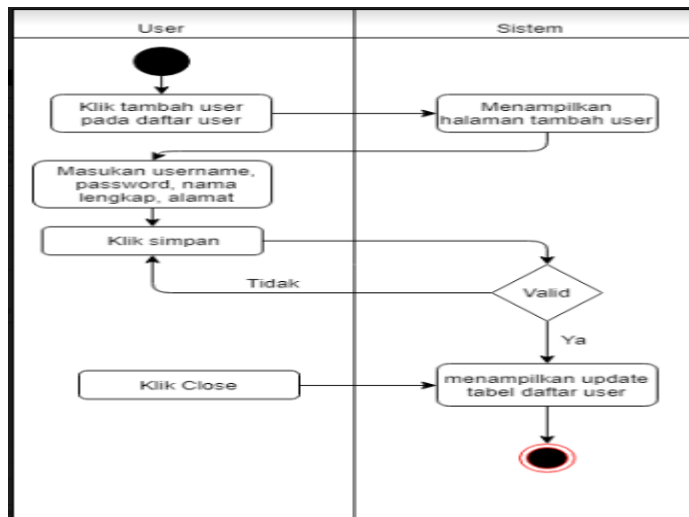 User
Sistem
Klik tambah user
pada daftar user
Menampilkan
halaman tambah user
Masukan username,
password, nama
lengkap, alamat
Klik simpan
Tidak
Valid
Ya
Klik Close
menampilkan update
tabel daftar user